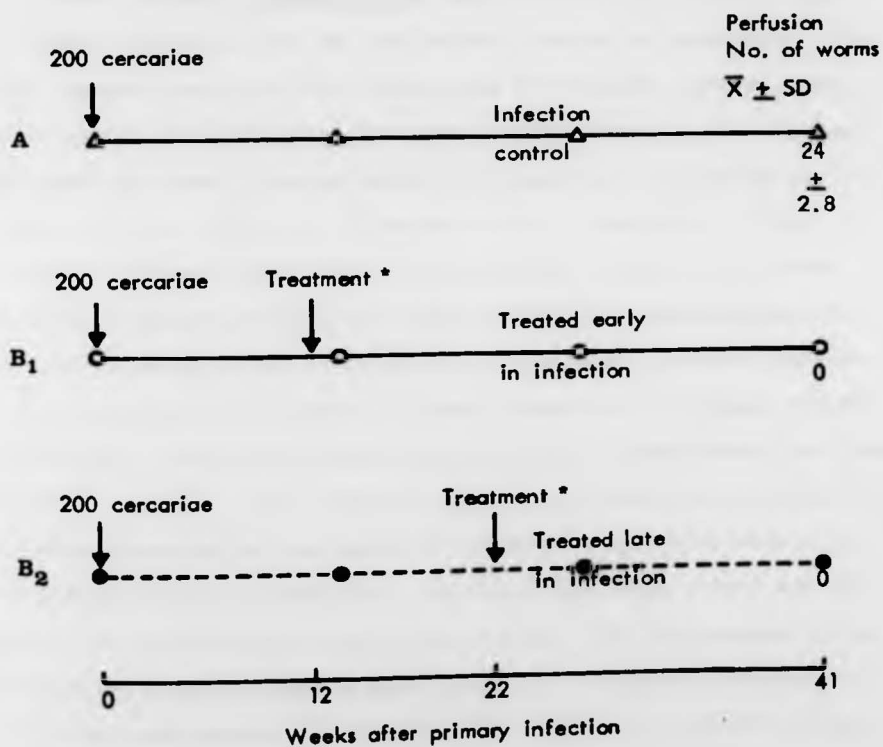 Perfusion
No. of worms
X̅ ± SD
200 cercariae
A
Infection
control
24
±
2.8
200 cercariae
Treatment *
B1
Treated early
in infection
0
200 cercariae
Treatment *
B2
Treated late
in infection
0
0 12 22 41
Weeks after primary infection